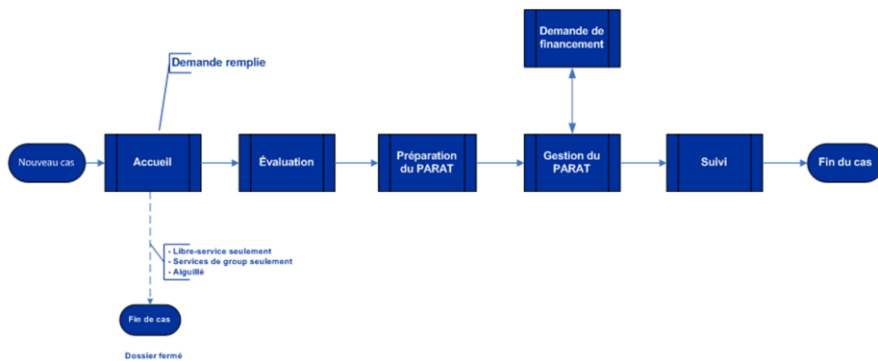 Demande de
financement
Demande remplie
Nouveau cas
Accueil
Évaluation
Préparation
du PARAT
Gestion du
PARAT
Suivi
Fin du cas
- Libre-service seulement
- Services de group seulement
- Aiguillé
Fin de cas
Dossier fermé